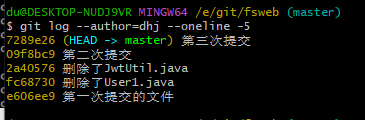 du@DESKTOP-NUDJ9VR MINGW64 /e/git/fsweb (master)
$ git log --author=dhj --oneline -5
7289e26 (HEAD -> master) 第三次提交
09f8bc9 第二次提交
2a40576 删除了JwtUtil.java
fc68730 删除了User1.java
e606ee9 第一次提交的文件